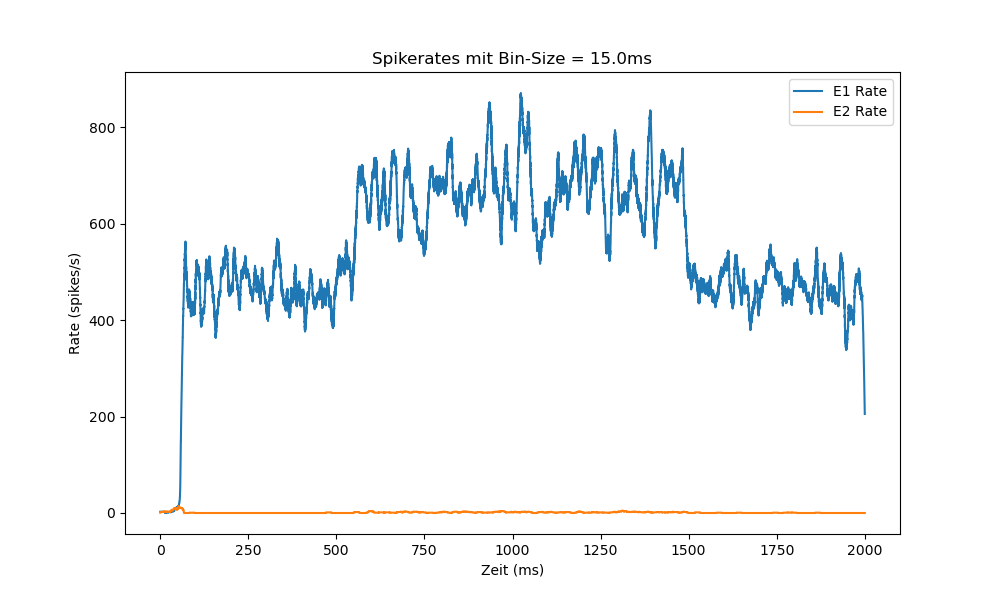 Spikerates mit Bin-Size = 15.0ms
E1 Rate
E2 Rate
Rate (spikes/s)
800
600
400
200
0
0 250 500 750 1000 1250 1500 1750 2000
Zeit (ms)